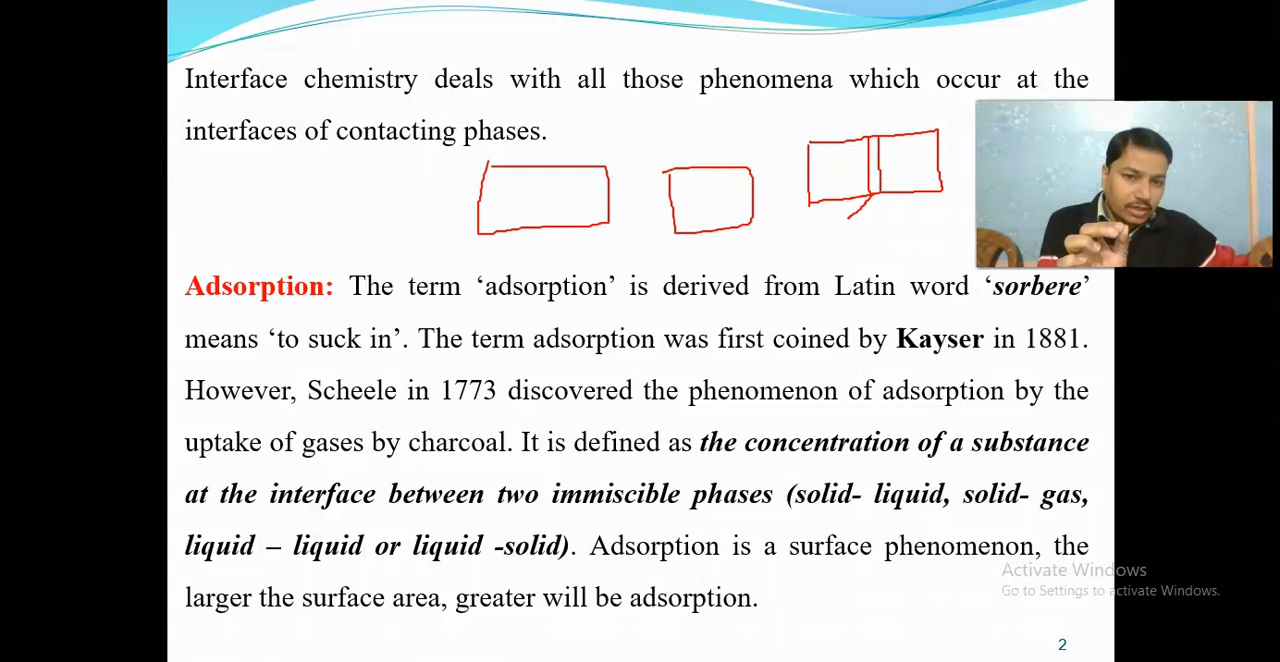 Interface chemistry deals with all those phenomena which occur at the
interfaces of contacting phases.
Adsorption: The term ‘adsorption’ is derived from Latin word ‘sorbere’
means ‘to suck in’. The term adsorption was first coined by Kayser in 1881.
However, Scheele in 1773 discovered the phenomenon of adsorption by the
uptake of gases by charcoal. It is defined as the concentration of a substance
at the interface between two immiscible phases (solid- liquid, solid- gas,
liquid – liquid or liquid -solid). Adsorption is a surface phenomenon, the
larger the surface area, greater will be adsorption.
Activate Windows
Go to Settings to activate Windows.
2